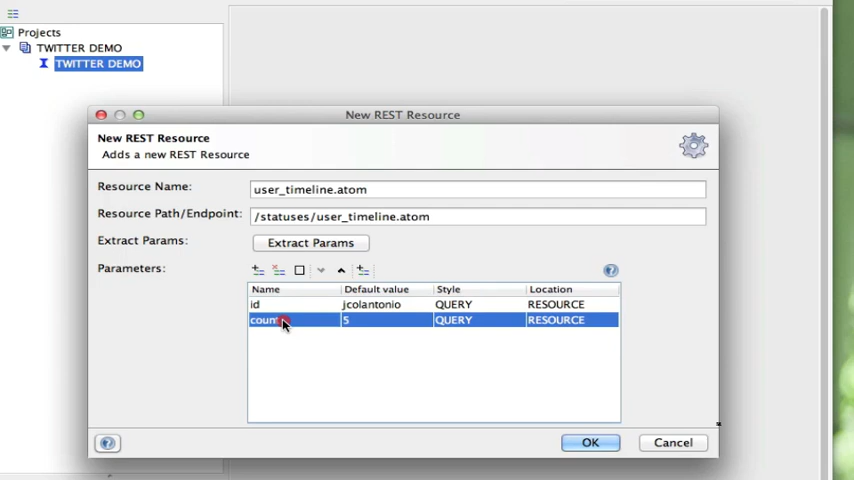 Projects
TWITTER DEMO
TWITTER DEMO
New REST Resource
New REST Resource
Adds a new REST Resource
Resource Name: user_timeline.atom
Resource Path/Endpoint: /statuses/user_timeline.atom
Extract Params: Extract Params
Parameters:
Name Default value Style Location
id jcolantonio QUERY RESOURCE
count 5 QUERY RESOURCE
OK Cancel